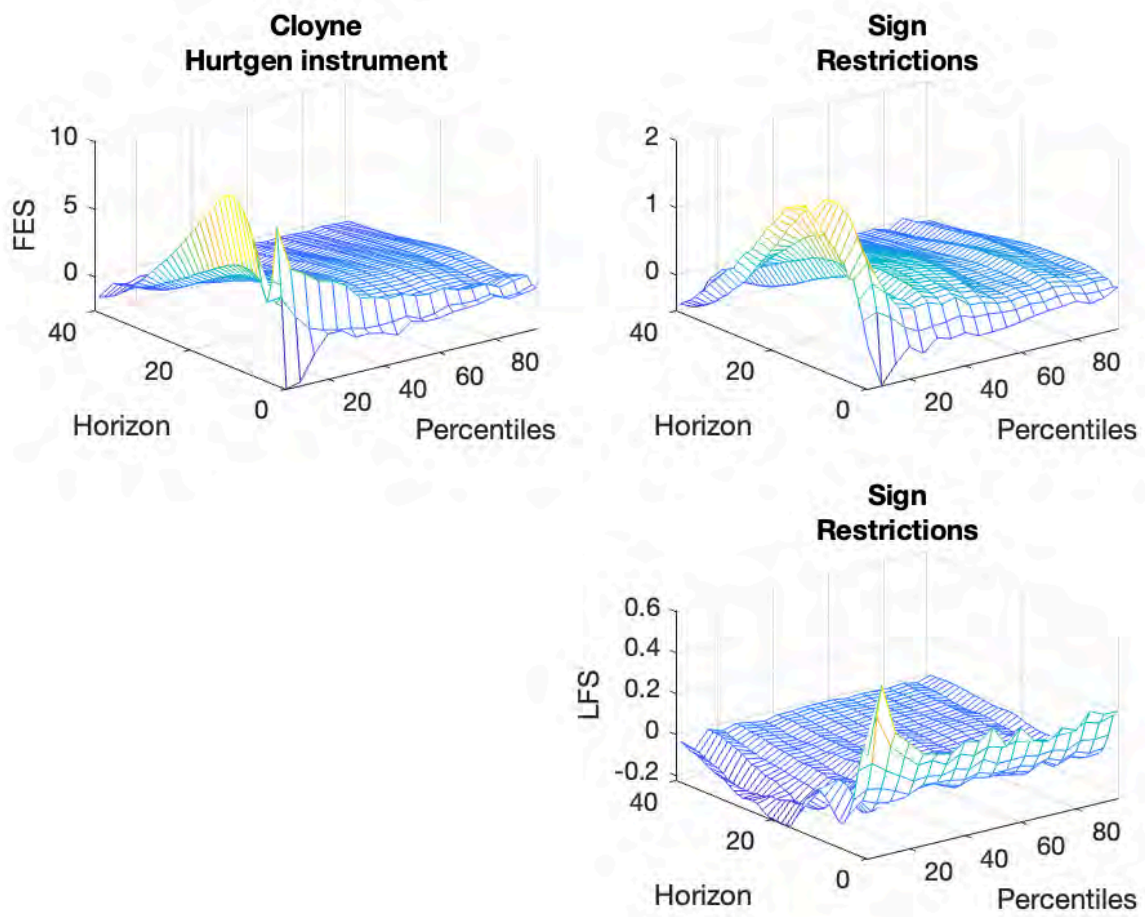 Cloyne
Hurtgen instrument
10
5
0
FES
40
20
0
Horizon
20
40
60
80
Percentiles
Sign
Restrictions
2
1
0
40
20
0
Horizon
20
40
60
80
Percentiles
Sign
Restrictions
0.6
0.4
0.2
0
-0.2
LFS
40
20
0
Horizon
20
40
60
80
Percentiles